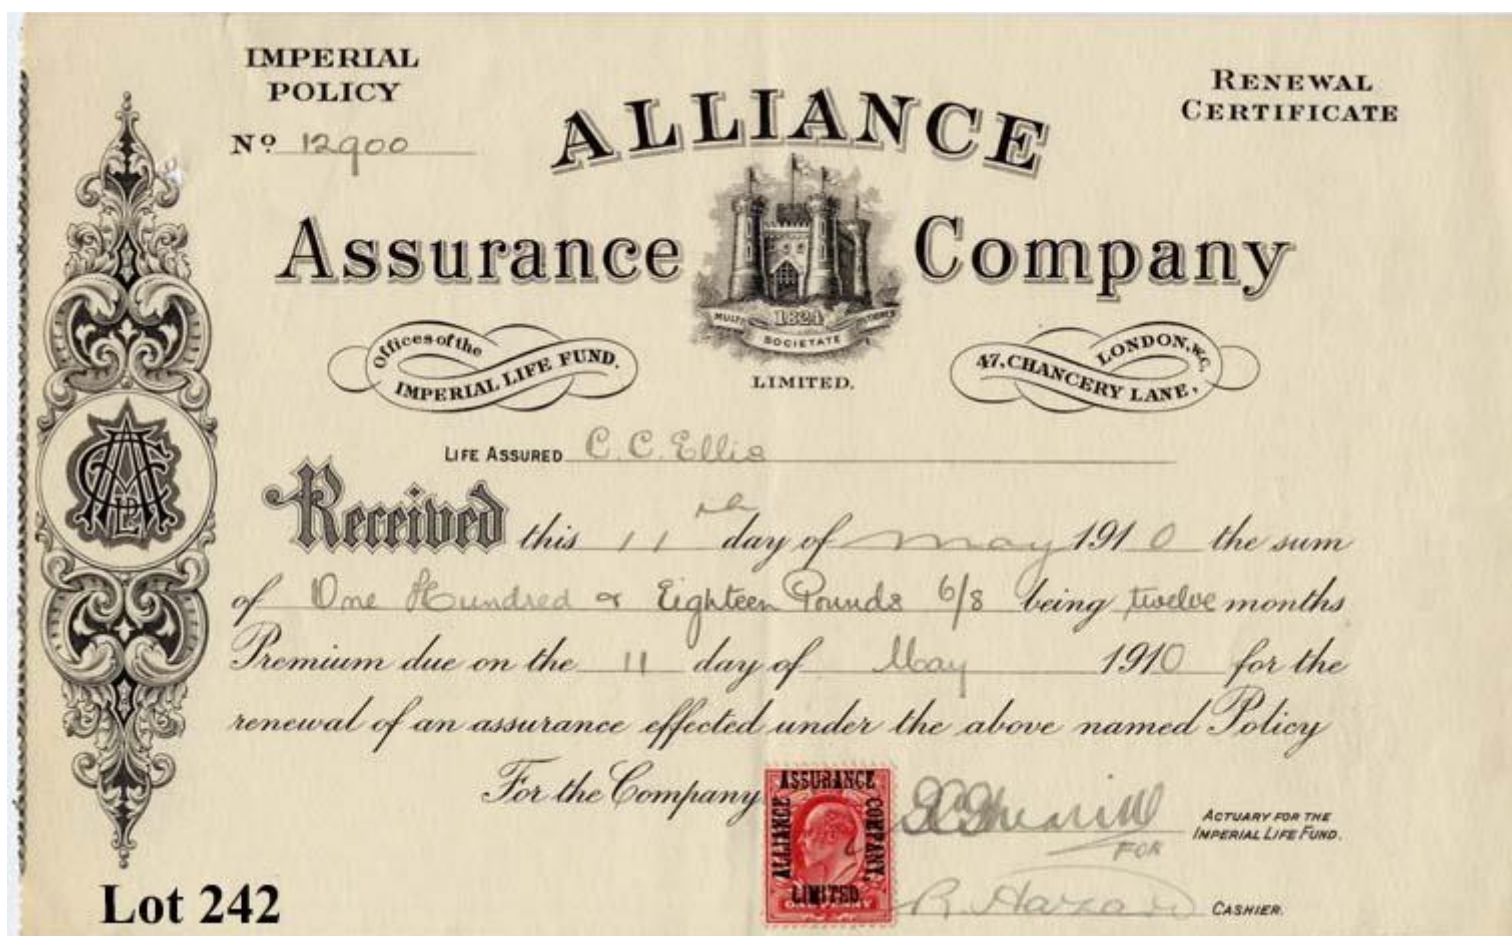 IMPERIAL
POLICY
Nº 12900
RENEWAL
CERTIFICATE
ALLIANCE
Assurance Company
MULTI 1824
SOCIETATE
LIMITED.
Offices of the
IMPERIAL LIFE FUND.
47, CHANCERY LANE,
LONDON, W.C.
LIFE ASSURED C. C. Ellis
Received this 11th day of May 1910 the sum
of One Hundred & Eighteen Pounds 6/8 being twelve months
Premium due on the 11 day of May 1910 for the
renewal of an assurance effected under the above named Policy
For the Company
ALLIANCE ASSURANCE COMPANY, LIMITED
ONE PENNY
ACTUARY FOR THE
IMPERIAL LIFE FUND.
FOR
R. Hazard CASHIER.
Lot 242